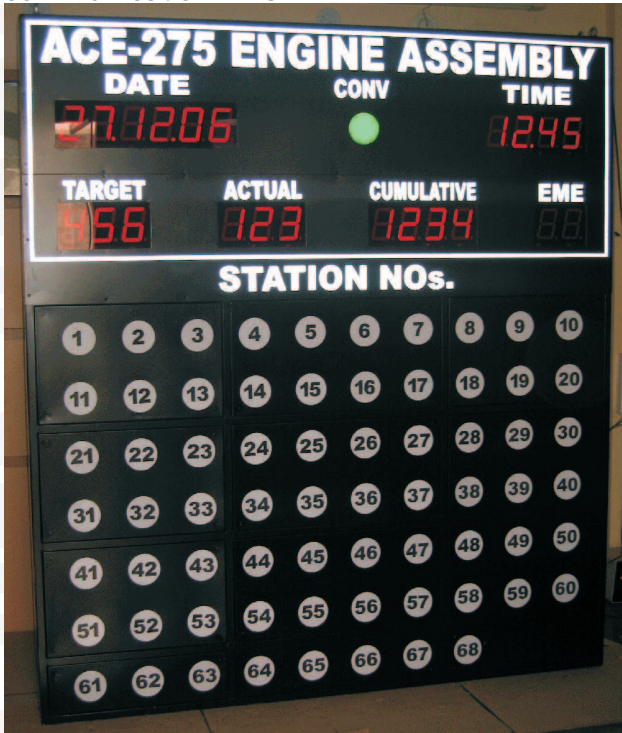 ACE-275 ENGINE ASSEMBLY
DATE CONV TIME
27.12.06 12.45
TARGET ACTUAL CUMULATIVE EME
456 123 1234
STATION NOs.
1 2 3 4 5 6 7 8 9 10
11 12 13 14 15 16 17 18 19 20
21 22 23 24 25 26 27 28 29 30
31 32 33 34 35 36 37 38 39 40
41 42 43 44 45 46 47 48 49 50
51 52 53 54 55 56 57 58 59 60
61 62 63 64 65 66 67 68